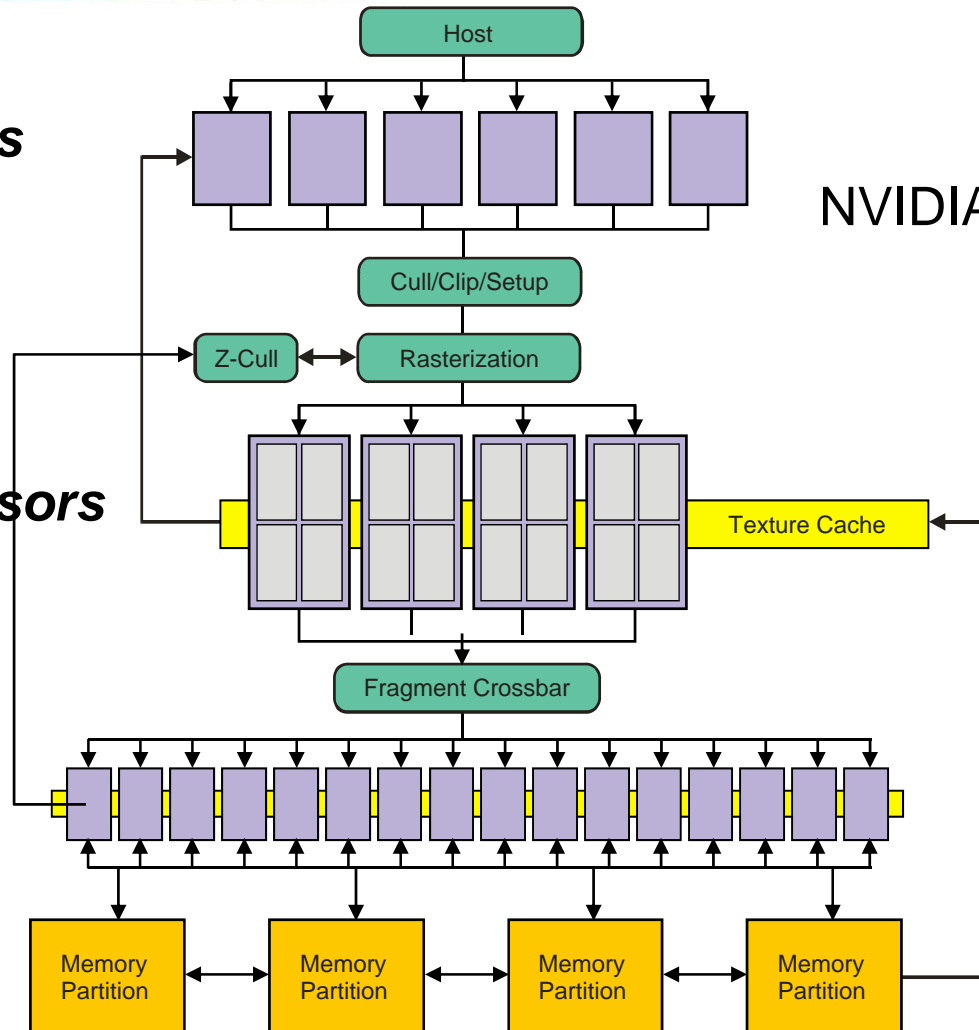 Host
s
NVIDIA
Cull/Clip/Setup
Z-Cull
Rasterization
sors
Texture Cache
Fragment Crossbar
Memory
Partition
Memory
Partition
Memory
Partition
Memory
Partition